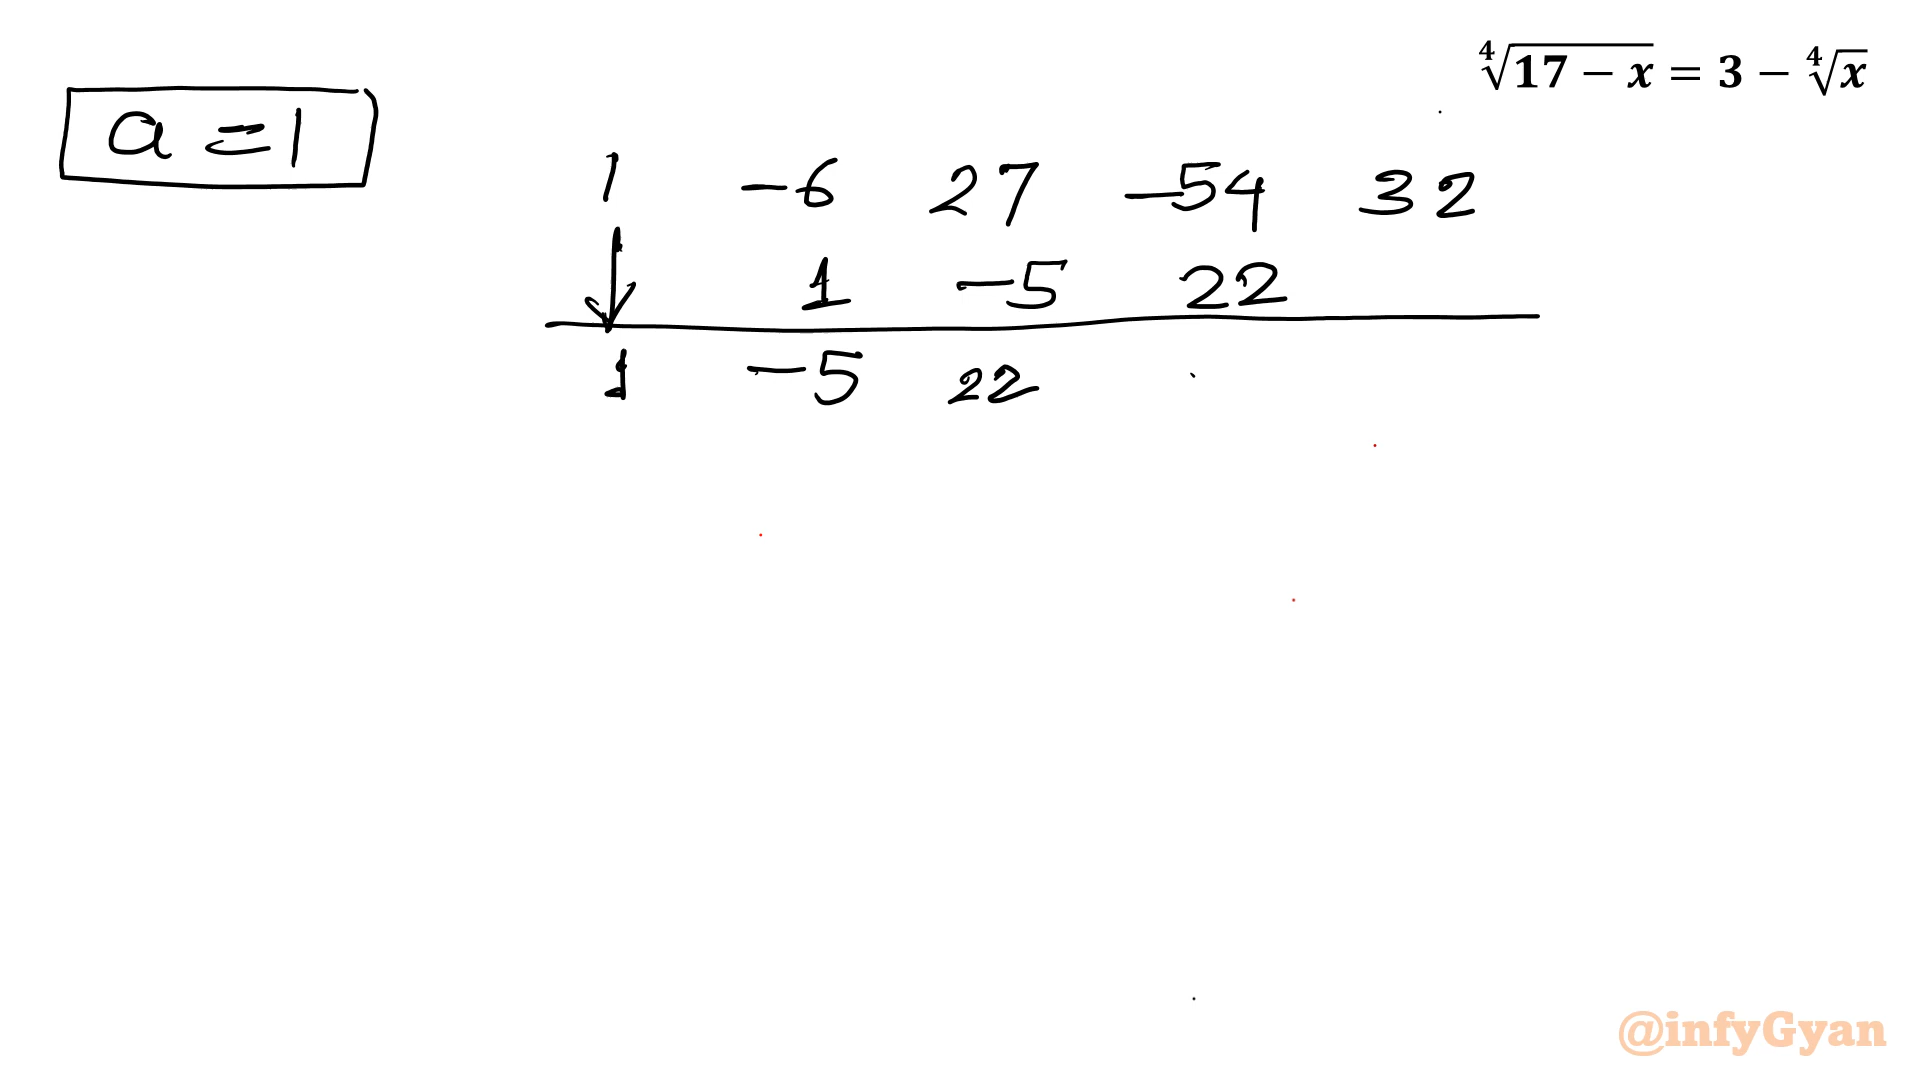 ∜(17 − x) = 3 − ∜x
a = 1
1 -6 27 -54 32
1 -5 22
1 -5 22
@infyGyan